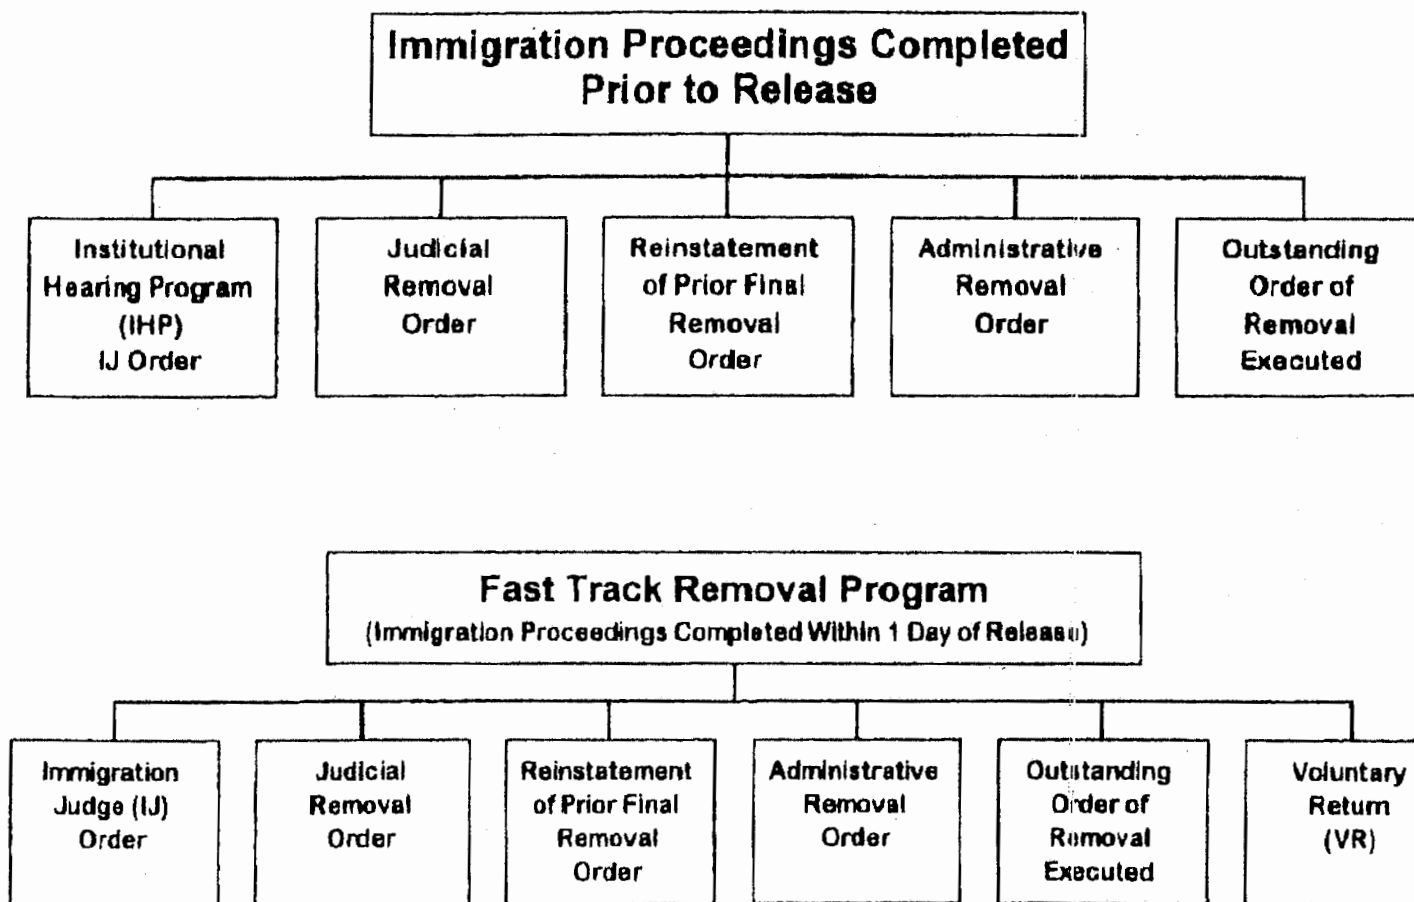 Immigration Proceedings Completed
Prior to Release
Institutional
Hearing Program
(IHP)
IJ Order
Judicial
Removal
Order
Reinstatement
of Prior Final
Removal
Order
Administrative
Removal
Order
Outstanding
Order of
Removal
Executed
Fast Track Removal Program
(Immigration Proceedings Completed Within 1 Day of Release)
Immigration
Judge (IJ)
Order
Judicial
Removal
Order
Reinstatement
of Prior Final
Removal
Order
Administrative
Removal
Order
Outstanding
Order of
Removal
Executed
Voluntary
Return
(VR)